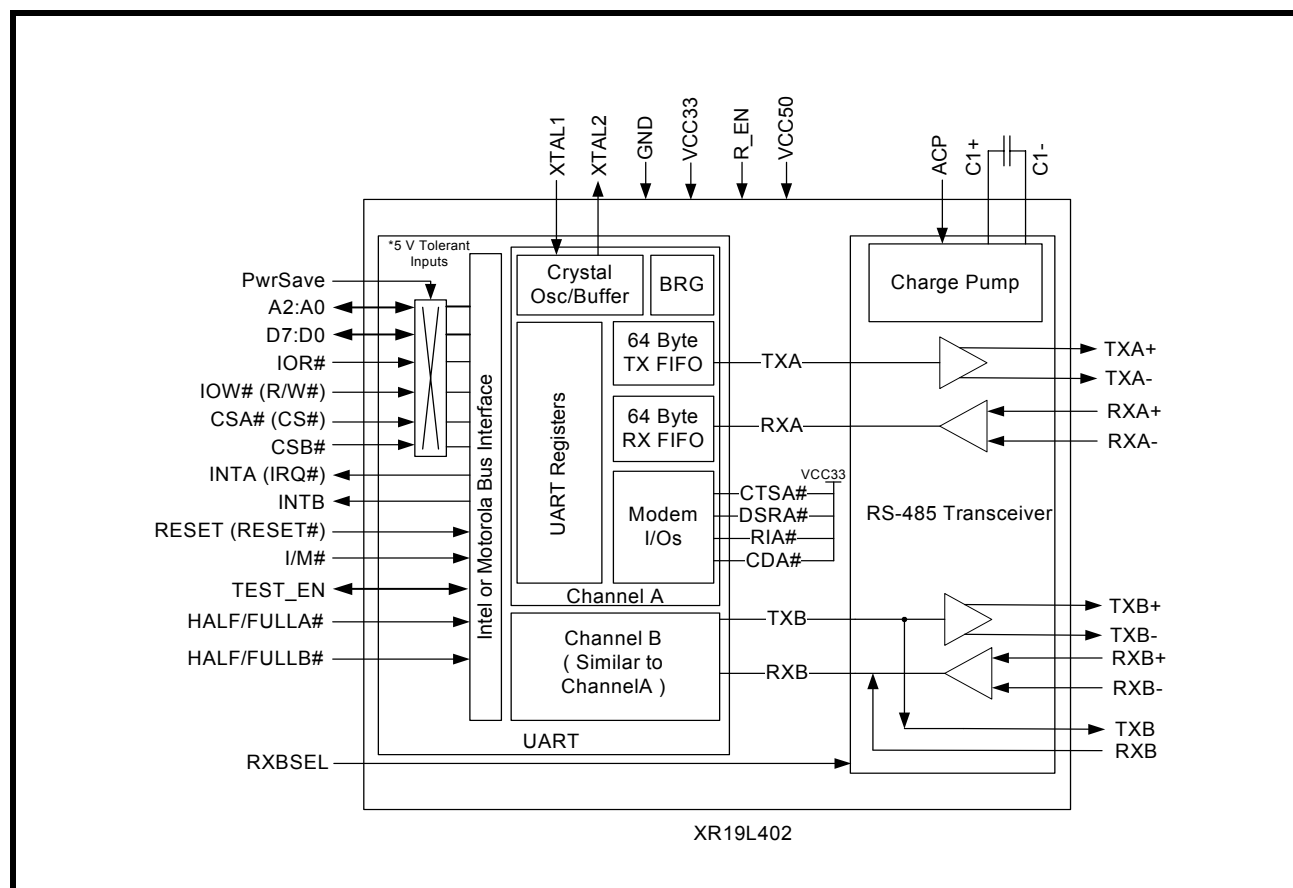 XTAL1
XTAL2
GND
VCC33
R_EN
VCC50
ACP
C1+
C1-
*5 V Tolerant
Inputs
PwrSave
A2:A0
D7:D0
IOR#
IOW# (R/W#)
CSA# (CS#)
CSB#
INTA (IRQ#)
INTB
RESET (RESET#)
I/M#
TEST_EN
HALF/FULLA#
HALF/FULLB#
RXBSEL
Intel or Motorola Bus Interface
Crystal
Osc/Buffer
BRG
UART Registers
64 Byte
TX FIFO
64 Byte
RX FIFO
Modem
I/Os
Channel A
Channel B
( Similar to
ChannelA )
UART
TXA
RXA
VCC33
CTSA#
DSRA#
RIA#
CDA#
TXB
RXB
Charge Pump
RS-485 Transceiver
TXA+
TXA-
RXA+
RXA-
TXB+
TXB-
RXB+
RXB-
TXB
RXB
XR19L402